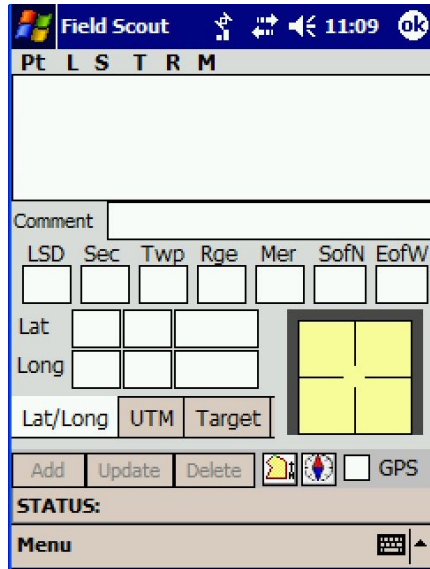 Field Scout 11:09 ok
Pt L S T R M
Comment
LSD Sec Twp Rge Mer SofN EofW
Lat
Long
Lat/Long UTM Target
Add Update Delete GPS
STATUS:
Menu